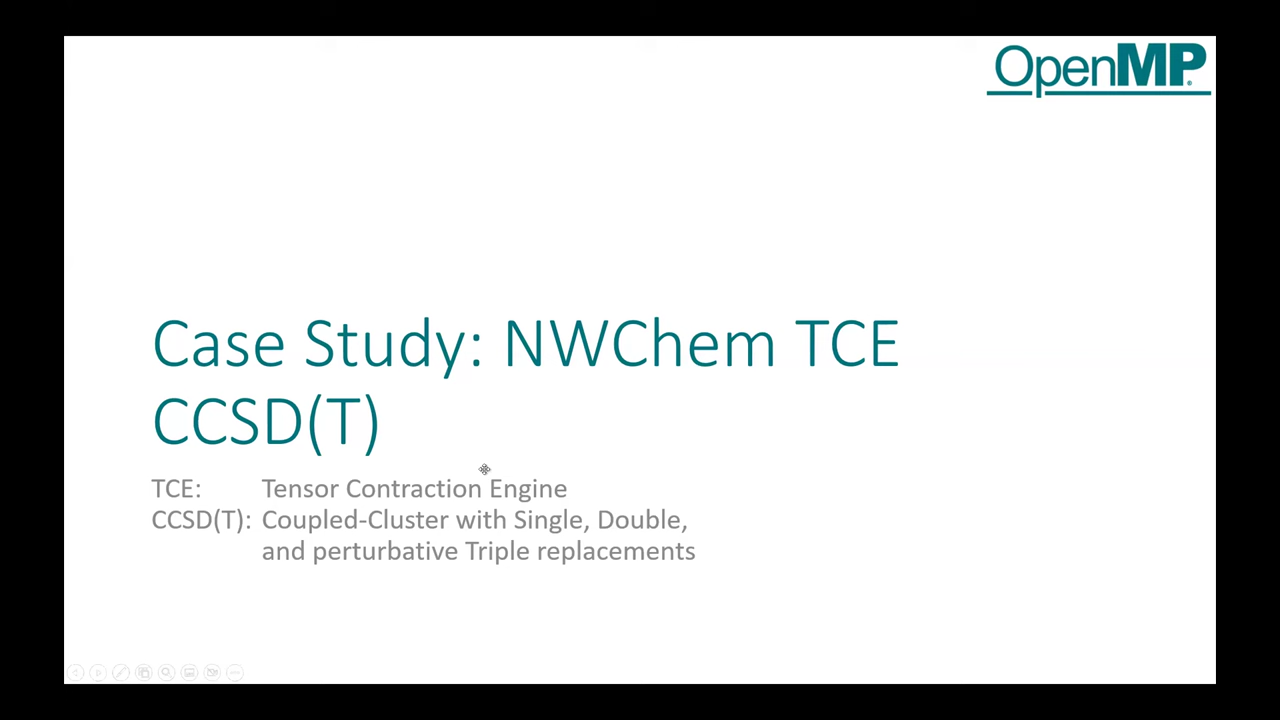 OpenMP
Case Study: NWChem TCE
CCSD(T)
TCE: Tensor Contraction Engine
CCSD(T): Coupled-Cluster with Single, Double,
and perturbative Triple replacements